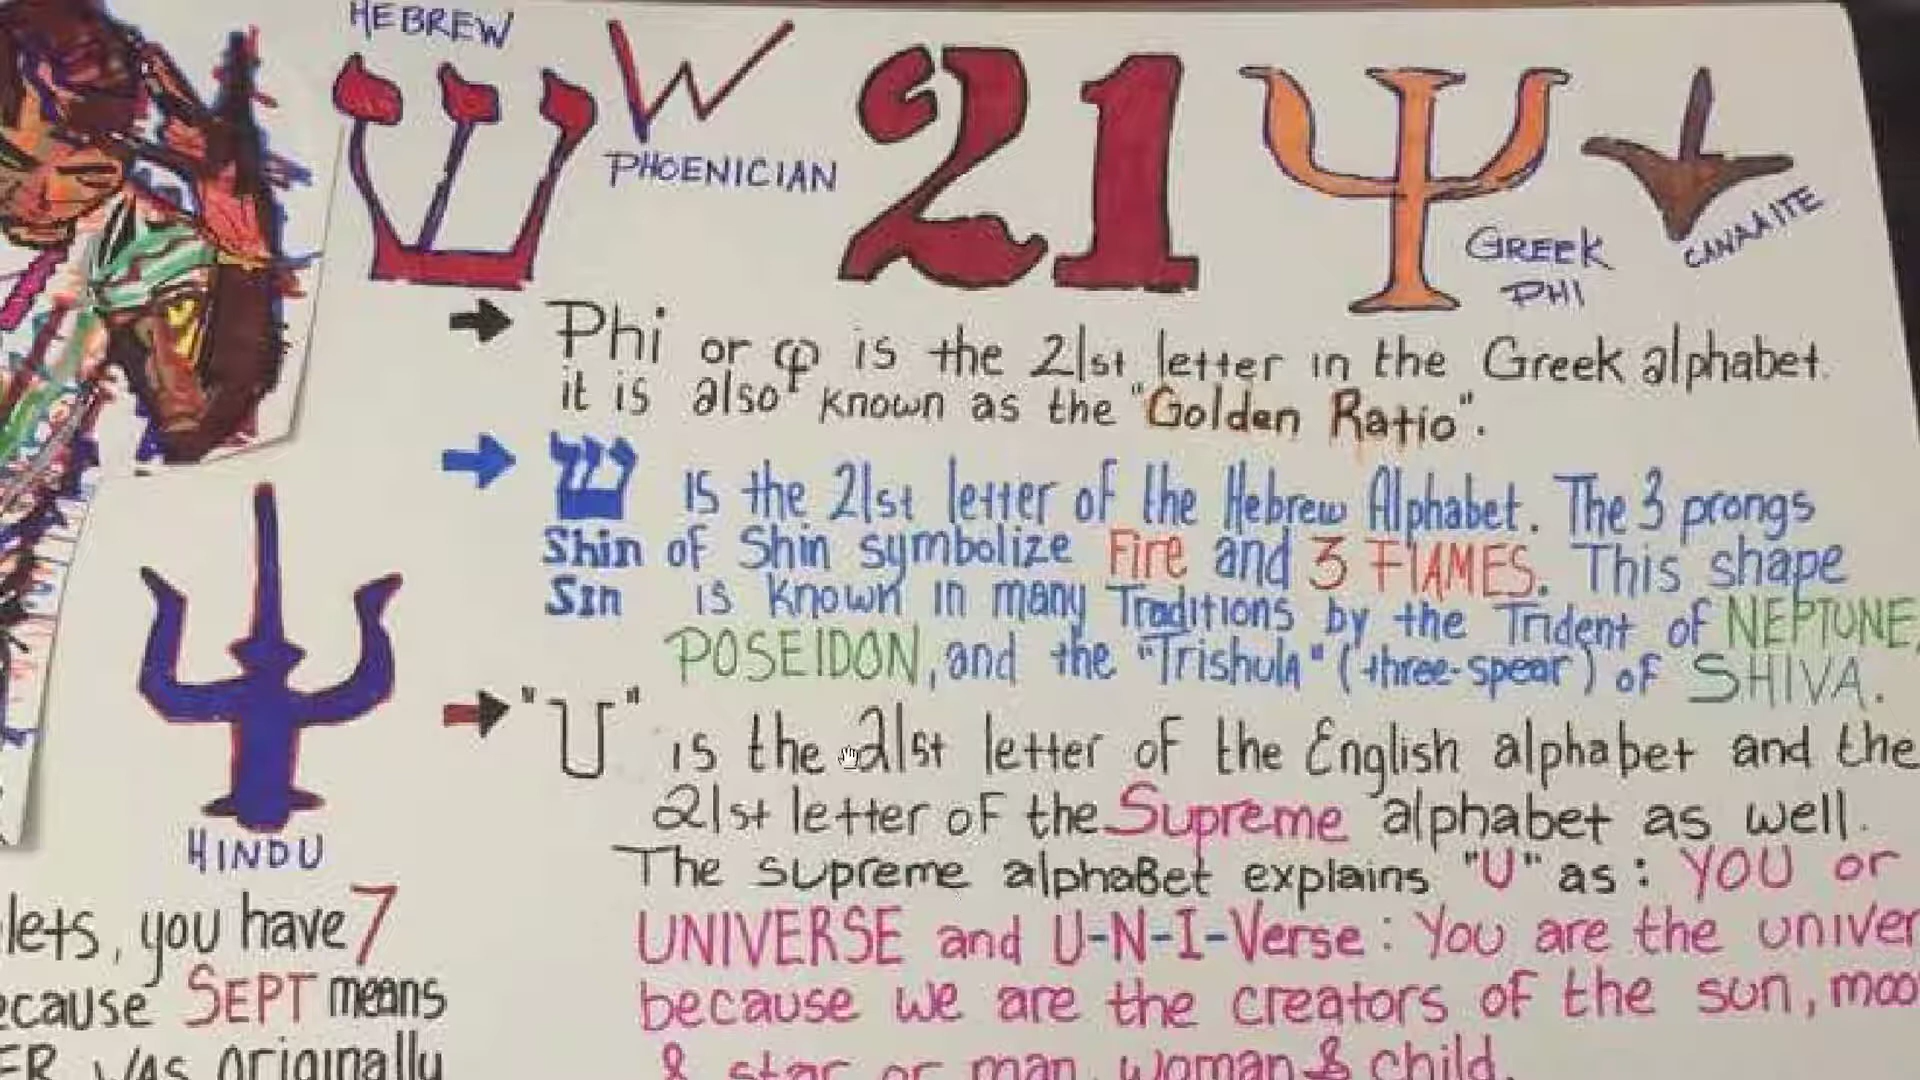 HEBREW
ש
W
PHOENICIAN
21
Ψ
GREEK
PHI
CANAAITE
Phi or φ is the 21st letter in the Greek alphabet.
it is also known as the "Golden Ratio".
ש is the 21st letter of the Hebrew Alphabet. The 3 prongs
Shin of Shin symbolize Fire and 3 FlAMES. This shape
Sin is known in many Traditions by the Trident of NEPTUNE,
POSEIDON, and the "Trishula" (three-spear) of SHIVA.
"U" is the 21st letter of the English alphabet and the
21st letter of the Supreme alphabet as well.
The supreme alphaBet explains "U" as: YOU or
UNIVERSE and U-N-I-Verse: You are the univer
because we are the creators of the sun, moo
& star or man, woman & child.
HINDU
lets, you have 7
ecause SEPT means
ER was originally